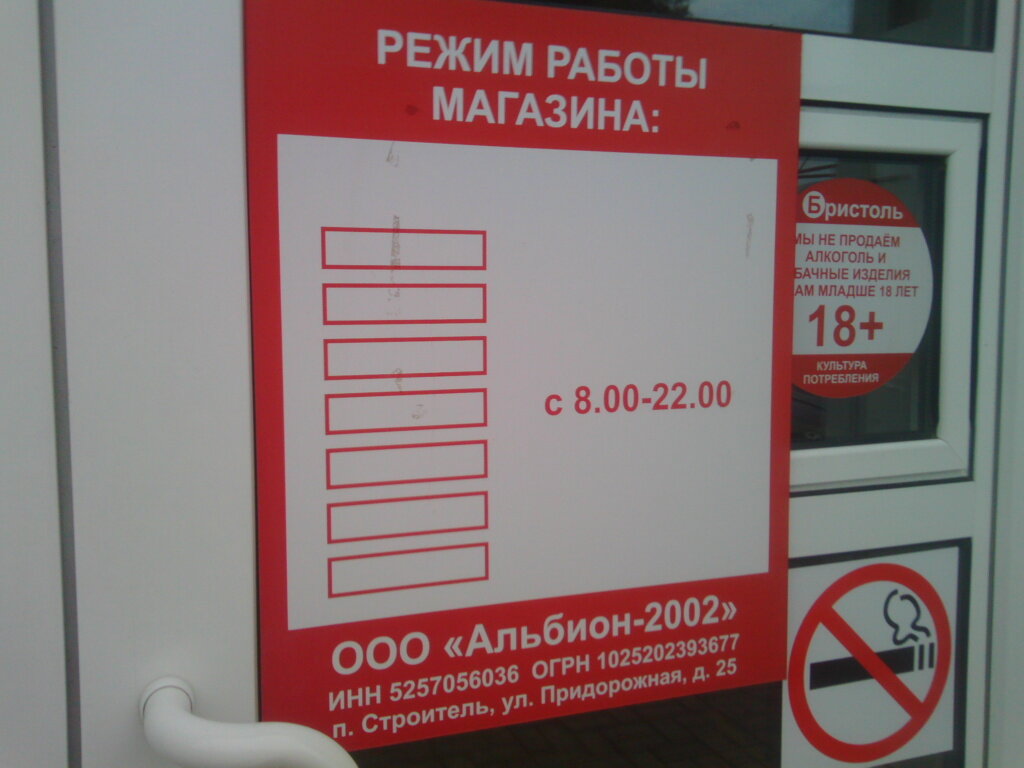 РЕЖИМ РАБОТЫ
МАГАЗИНА:
с 8.00-22.00
ООО «Альбион-2002»
ИНН 5257056036 ОГРН 1025202393677
п. Строитель, ул. Придорожная, д. 25
Бристоль
МЫ НЕ ПРОДАЁМ
АЛКОГОЛЬ И
БАЧНЫЕ ИЗДЕЛИЯ
АМ МЛАДШЕ 18 ЛЕТ
18+
КУЛЬТУРА
ПОТРЕБЛЕНИЯ